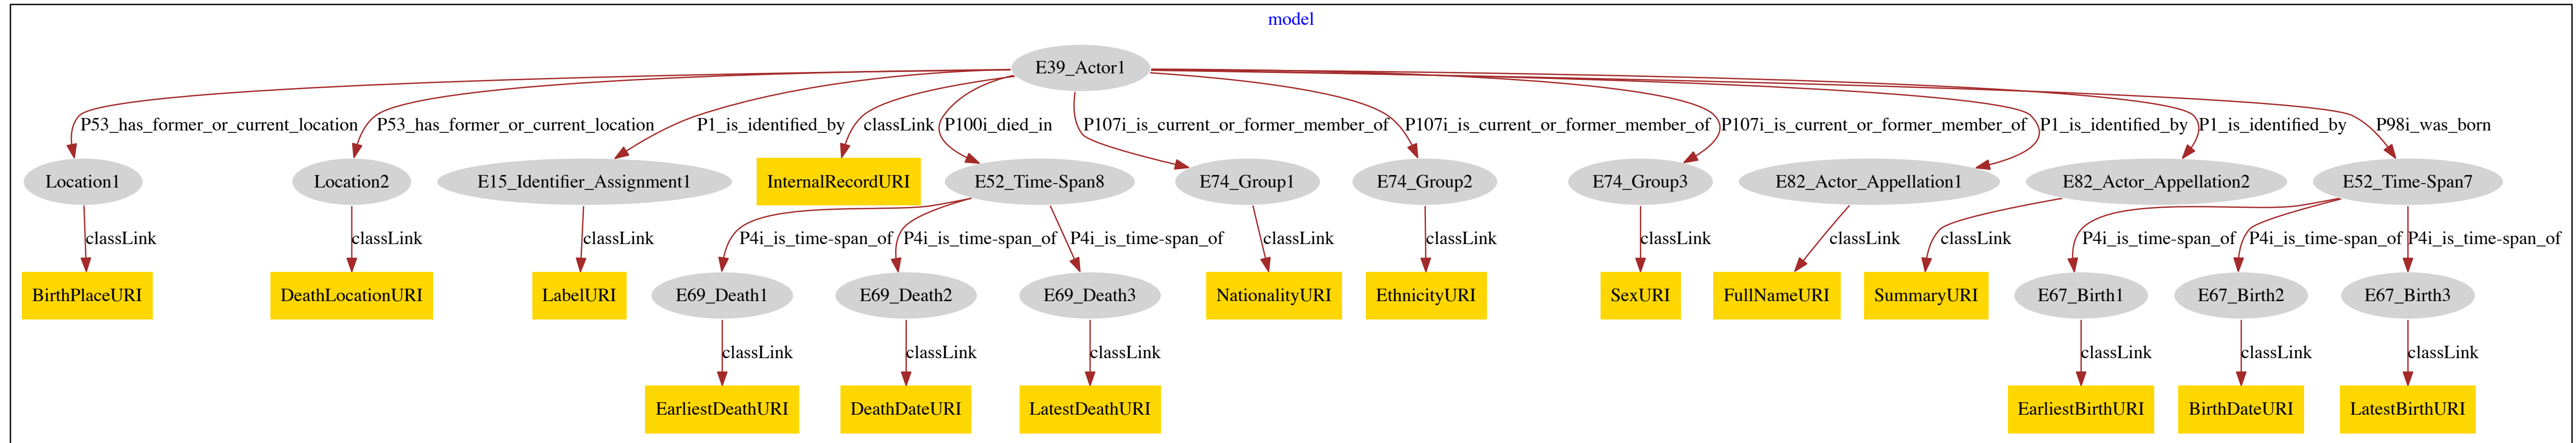 model
E39_Actor1
P53_has_former_or_current_location
P53_has_former_or_current_location
P1_is_identified_by
classLink
P100i_died_in
P107i_is_current_or_former_member_of
P107i_is_current_or_former_member_of
P107i_is_current_or_former_member_of
P1_is_identified_by
P1_is_identified_by
P98i_was_born
Location1
Location2
E15_Identifier_Assignment1
InternalRecordURI
E52_Time-Span8
E74_Group1
E74_Group2
E74_Group3
E82_Actor_Appellation1
E82_Actor_Appellation2
E52_Time-Span7
classLink
classLink
classLink
P4i_is_time-span_of
P4i_is_time-span_of
P4i_is_time-span_of
classLink
classLink
classLink
classLink
classLink
P4i_is_time-span_of
P4i_is_time-span_of
P4i_is_time-span_of
BirthPlaceURI
DeathLocationURI
LabelURI
E69_Death1
E69_Death2
E69_Death3
NationalityURI
EthnicityURI
SexURI
FullNameURI
SummaryURI
E67_Birth1
E67_Birth2
E67_Birth3
classLink
classLink
classLink
classLink
classLink
classLink
EarliestDeathURI
DeathDateURI
LatestDeathURI
EarliestBirthURI
BirthDateURI
LatestBirthURI